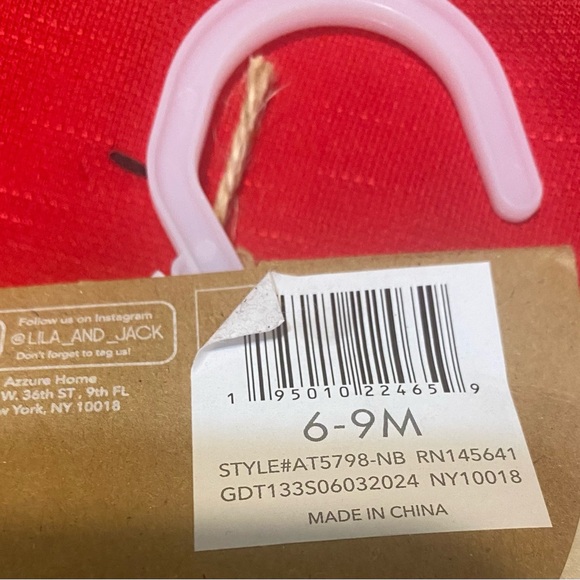 Follow us on Instagram
@LILA_AND_JACK
Don't forget to tag us!
Azzure Home
W. 36th ST, 9th FL
w York, NY 10018
1 95010 22465 9
6-9M
STYLE#AT5798-NB RN145641
GDT133S06032024 NY10018
MADE IN CHINA